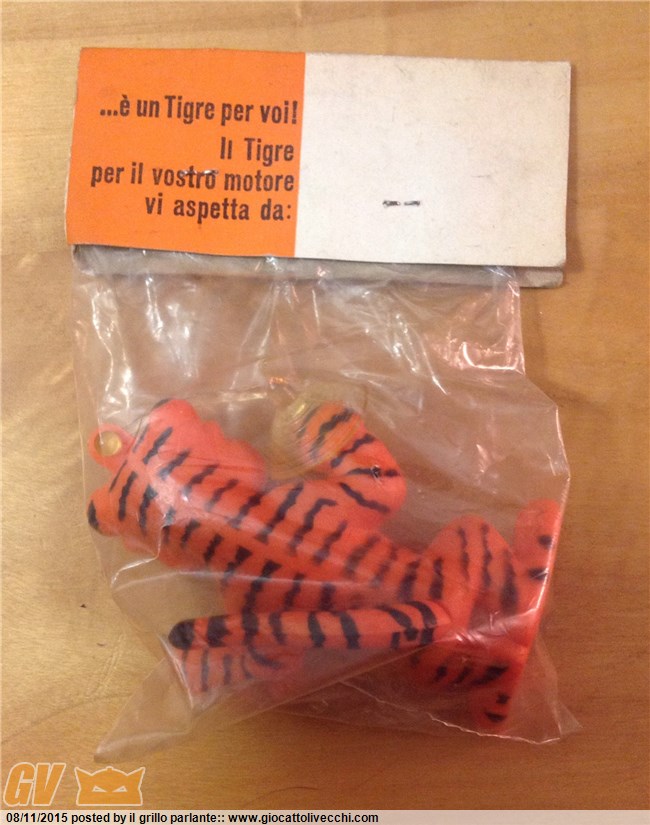 ...è un Tigre per voi!
Il Tigre
per il vostro motore
vi aspetta da:
GV
08/11/2015 posted by il grillo parlante:: www.giocattolivecchi.com